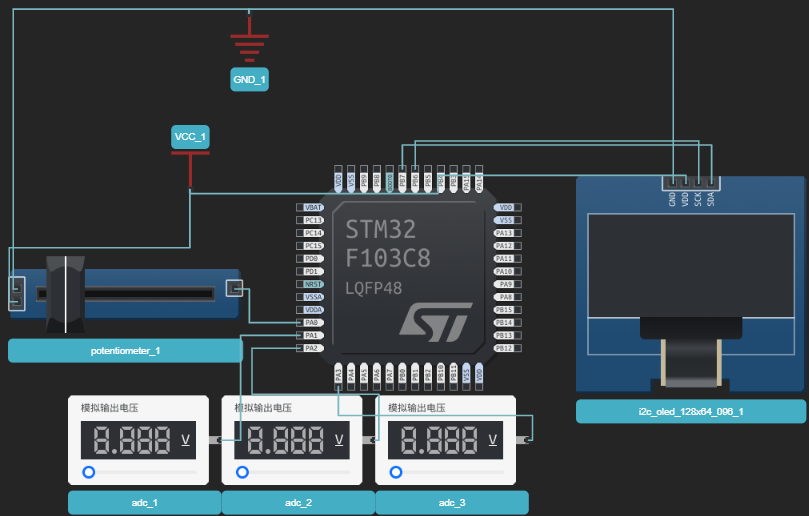 GND_1
VCC_1
VDD VSS PB9 PB8 PB7 PB6 PB5 PB3 PA15 PA14
GND VDD SCK SDA
STM32
F103C8
LQFP48
VBAT
PC13
PC14
PC15
PD0
PD1
NRST
VSSA
VDDA
PA0
PA1
PA2
VDD
VSS
PA13
PA12
PA11
PA10
PA9
PA8
PB15
PB14
PB13
PB12
PA3 PA4 PA5 PA6 PA7 PB0 PB1 PB2 PB10 PB11 VSS VDD
potentiometer_1
i2c_oled_128x64_096_1
模拟输出电压
8.888 V
adc_1
模拟输出电压
8.888 V
adc_2
模拟输出电压
8.888 V
adc_3